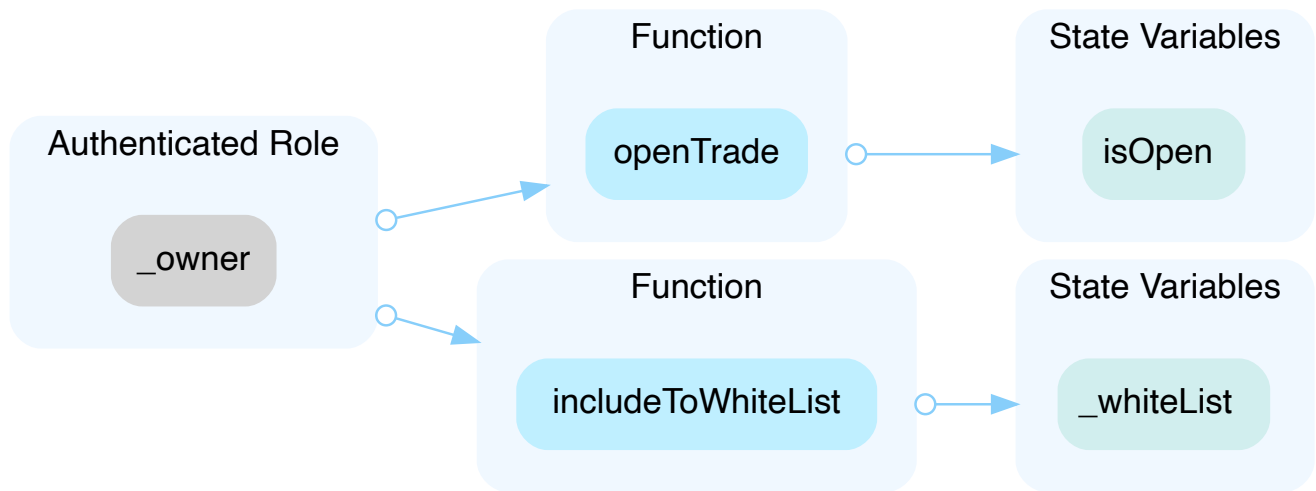 Authenticated Role
_owner
Function
openTrade
State Variables
isOpen
Function
includeToWhiteList
State Variables
_whiteList